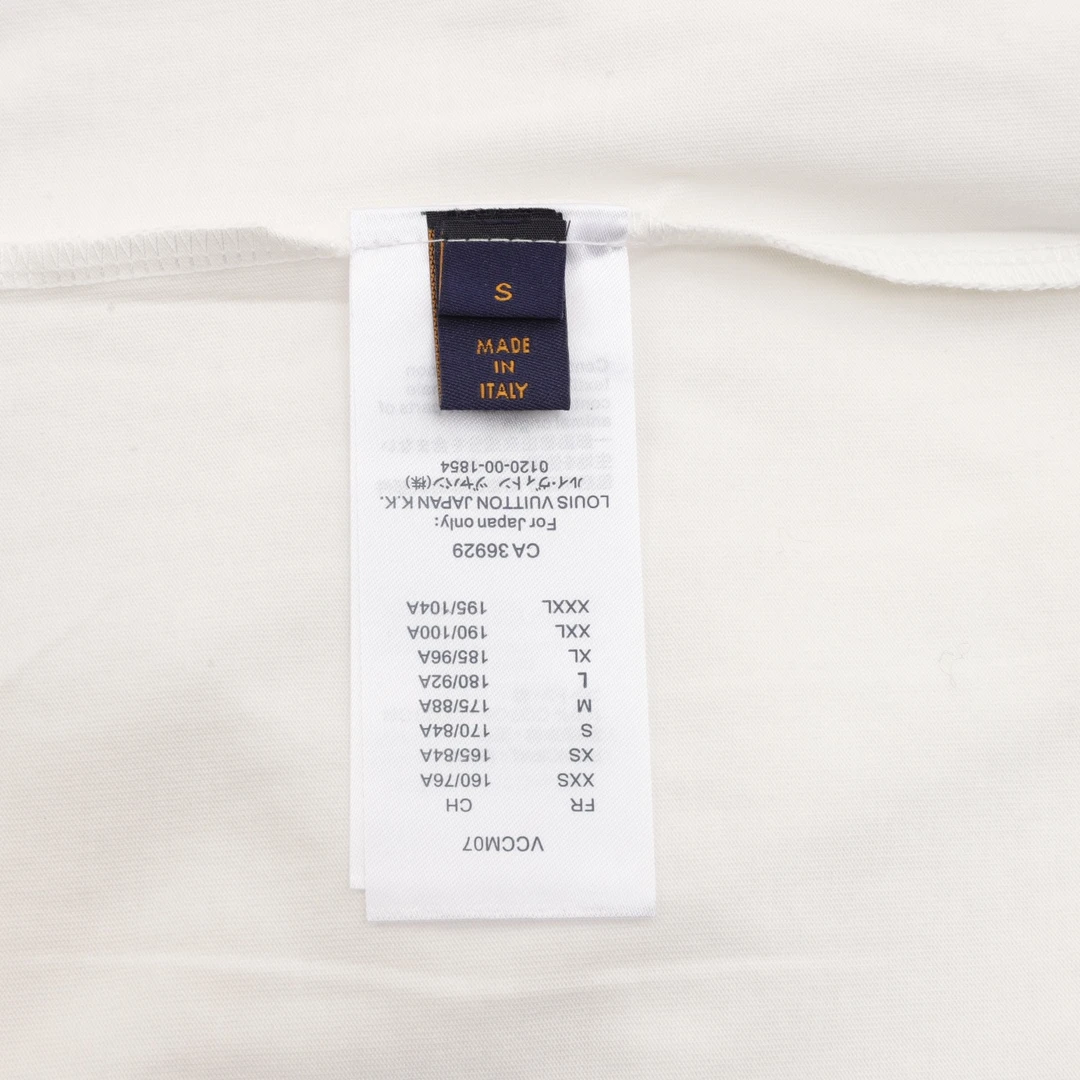 S
MADE
IN
ITALY
VCCM07
FR CH
XXS 160/76A
XS 165/84A
S 170/84A
M 175/88A
L 180/92A
XL 185/96A
XXL 190/100A
XXXL 195/104A
CA 36929
For Japan only:
LOUIS VUITTON JAPAN K.K.
ルイ・ヴィトン ジャパン(株)
0120-00-1854